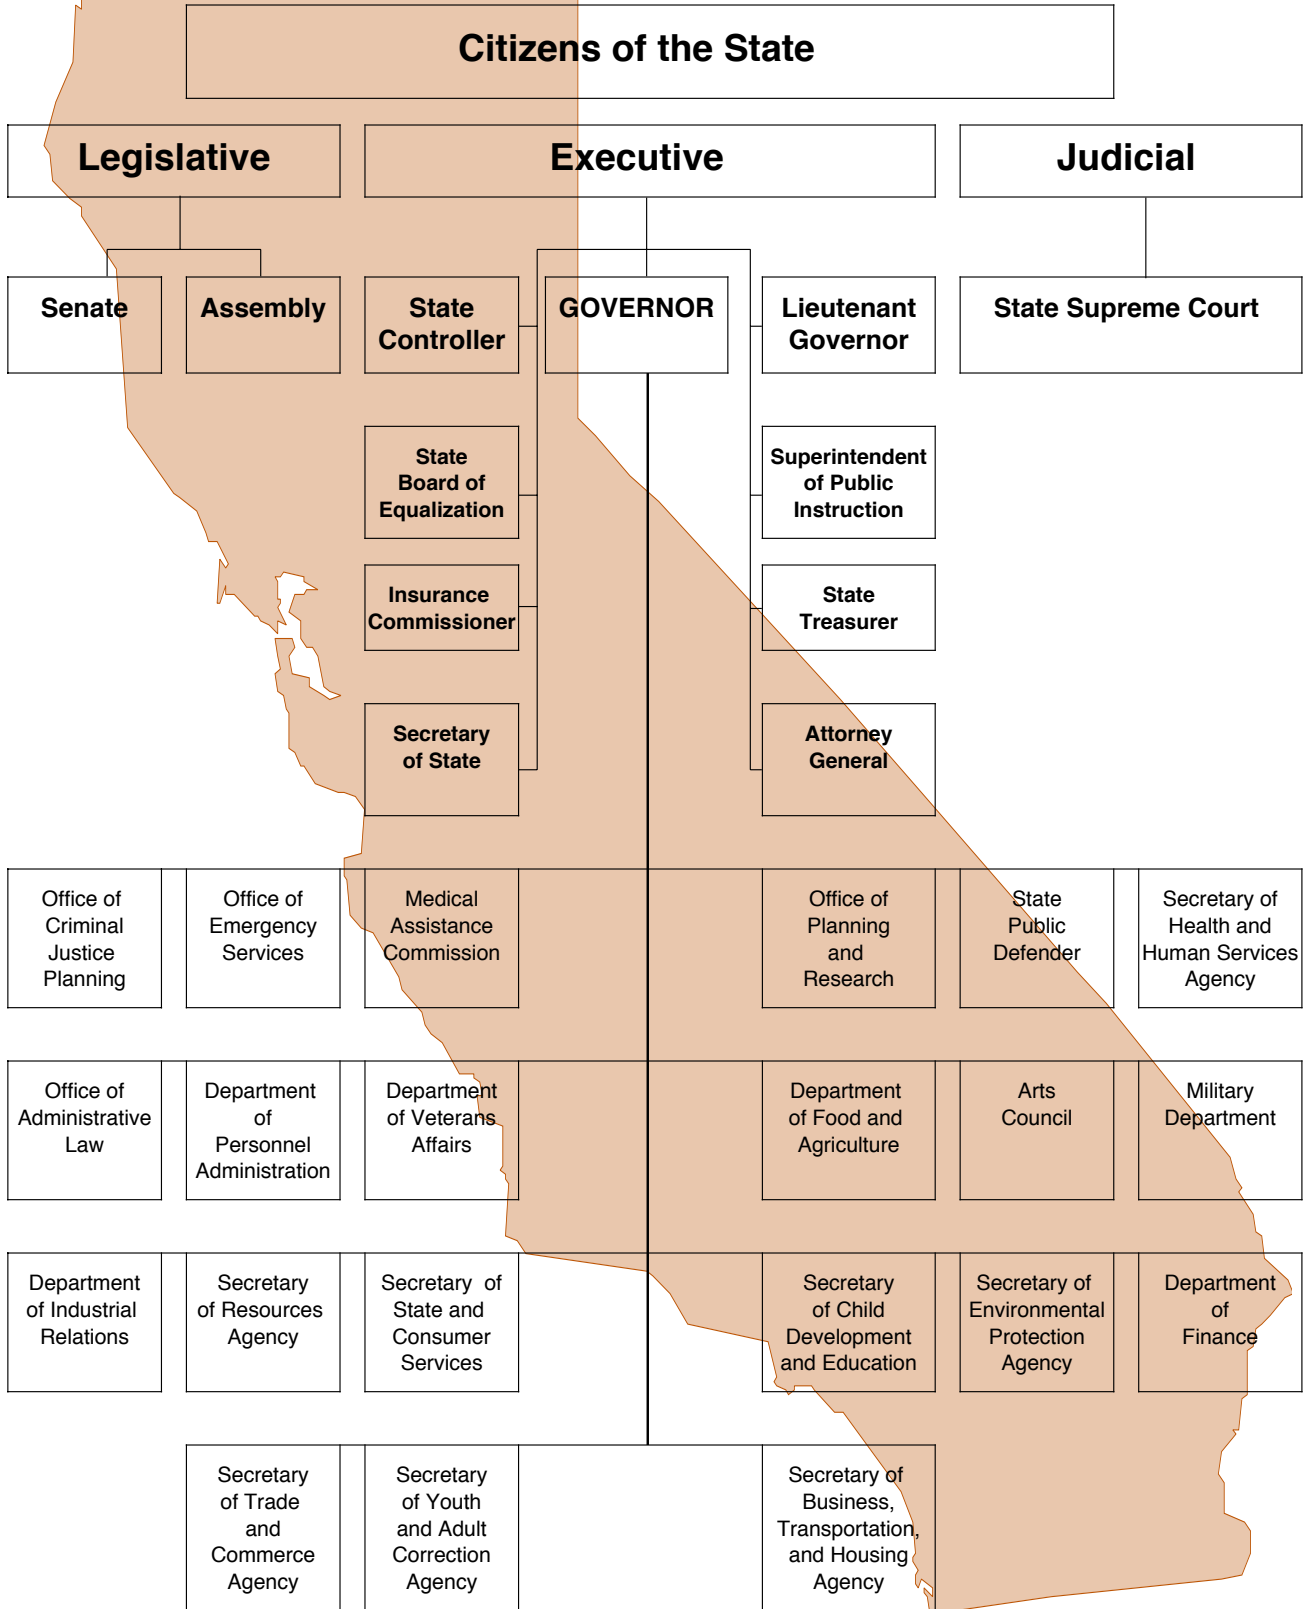 Citizens of the State
Legislative
Executive
Judicial
Senate
Assembly
State
Controller
GOVERNOR
Lieutenant
Governor
State Supreme Court
State
Board of
Equalization
Superintendent
of Public
Instruction
Insurance
Commissioner
State
Treasurer
Secretary
of State
Attorney
General
Office of
Criminal
Justice
Planning
Office of
Emergency
Services
Medical
Assistance
Commission
Office of
Planning
and
Research
State
Public
Defender
Secretary of
Health and
Human Services
Agency
Office of
Administrative
Law
Department
of
Personnel
Administration
Department
of Veterans
Affairs
Department
of Food and
Agriculture
Arts
Council
Military
Department
Department
of Industrial
Relations
Secretary
of Resources
Agency
Secretary of
State and
Consumer
Services
Secretary
of Child
Development
and Education
Secretary of
Environmental
Protection
Agency
Department
of
Finance
Secretary
of Trade
and
Commerce
Agency
Secretary
of Youth
and Adult
Correction
Agency
Secretary of
Business,
Transportation,
and Housing
Agency